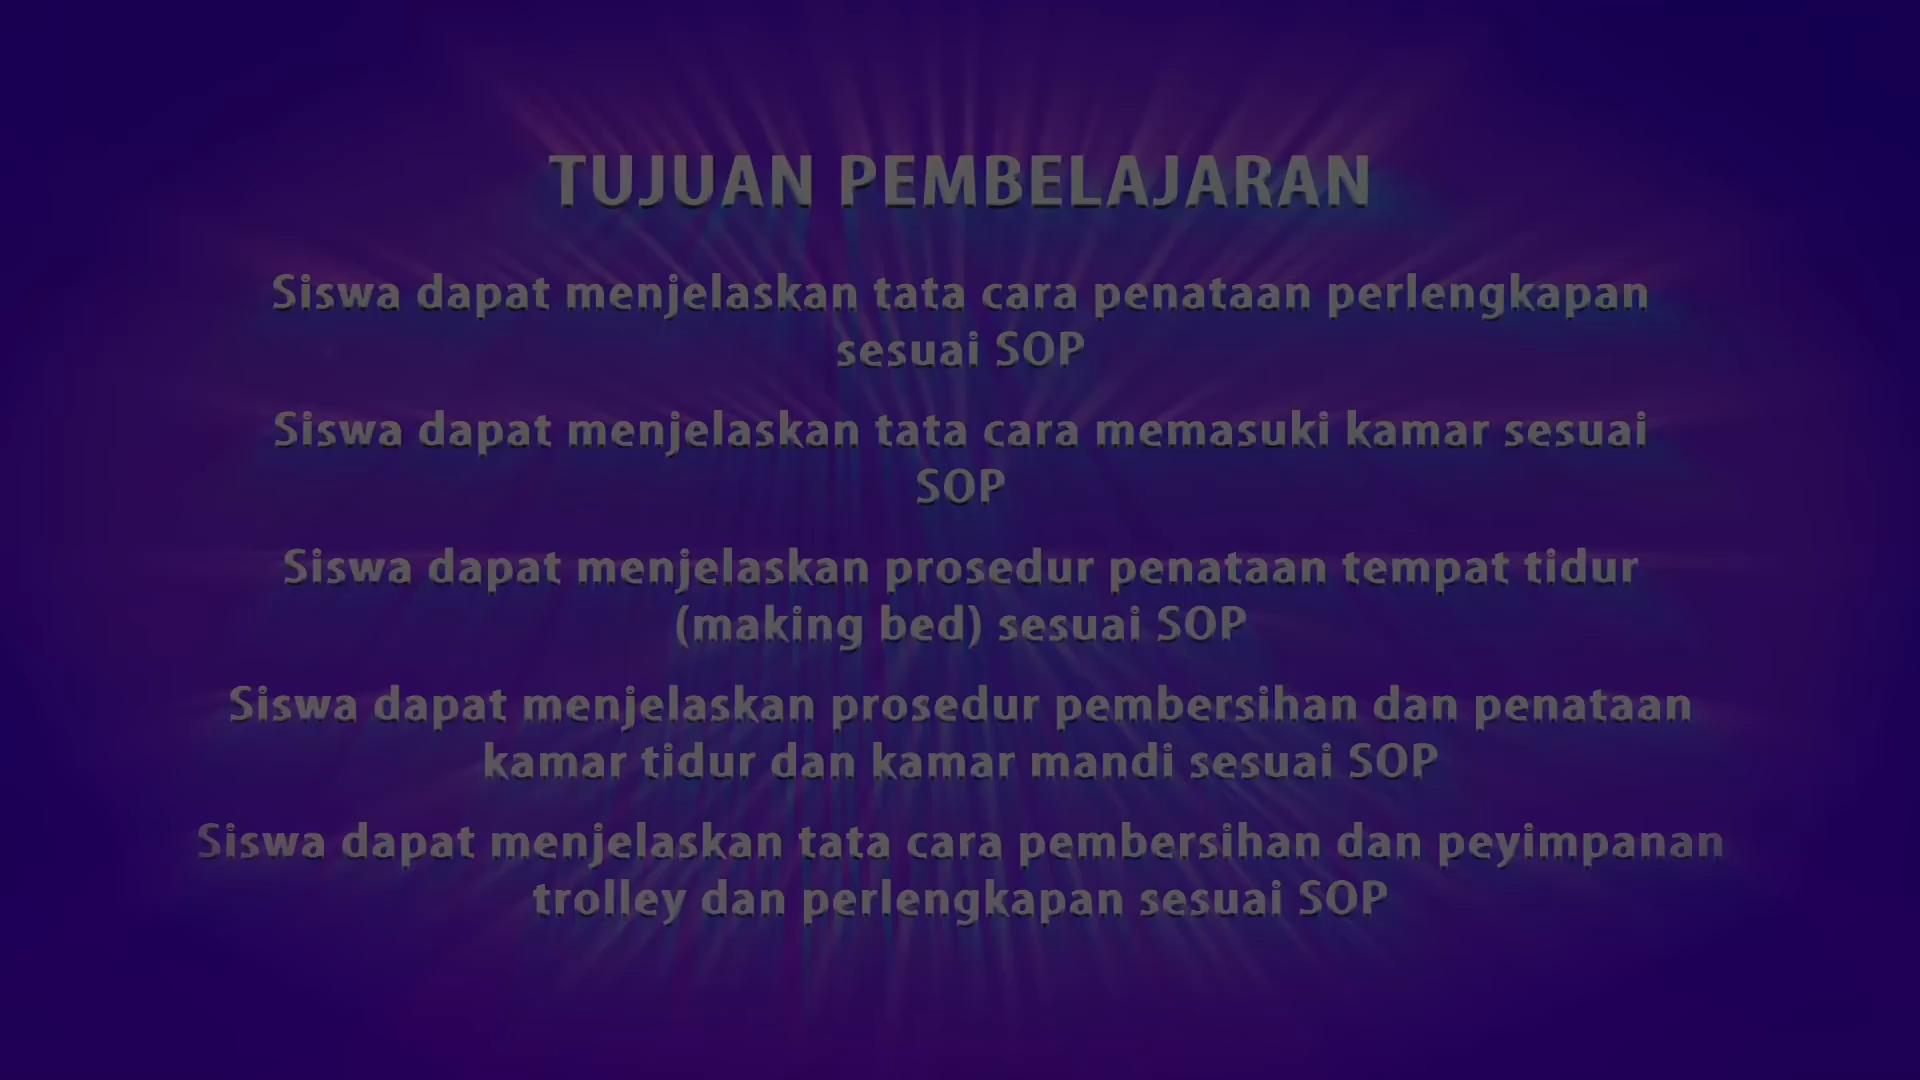 TUJUAN PEMBELAJARAN
Siswa dapat menjelaskan tata cara penataan perlengkapan
sesuai SOP
Siswa dapat menjelaskan tata cara memasuki kamar sesuai
SOP
Siswa dapat menjelaskan prosedur penataan tempat tidur
(making bed) sesuai SOP
Siswa dapat menjelaskan prosedur pembersihan dan penataan
kamar tidur dan kamar mandi sesuai SOP
Siswa dapat menjelaskan tata cara pembersihan dan peyimpanan
trolley dan perlengkapan sesuai SOP